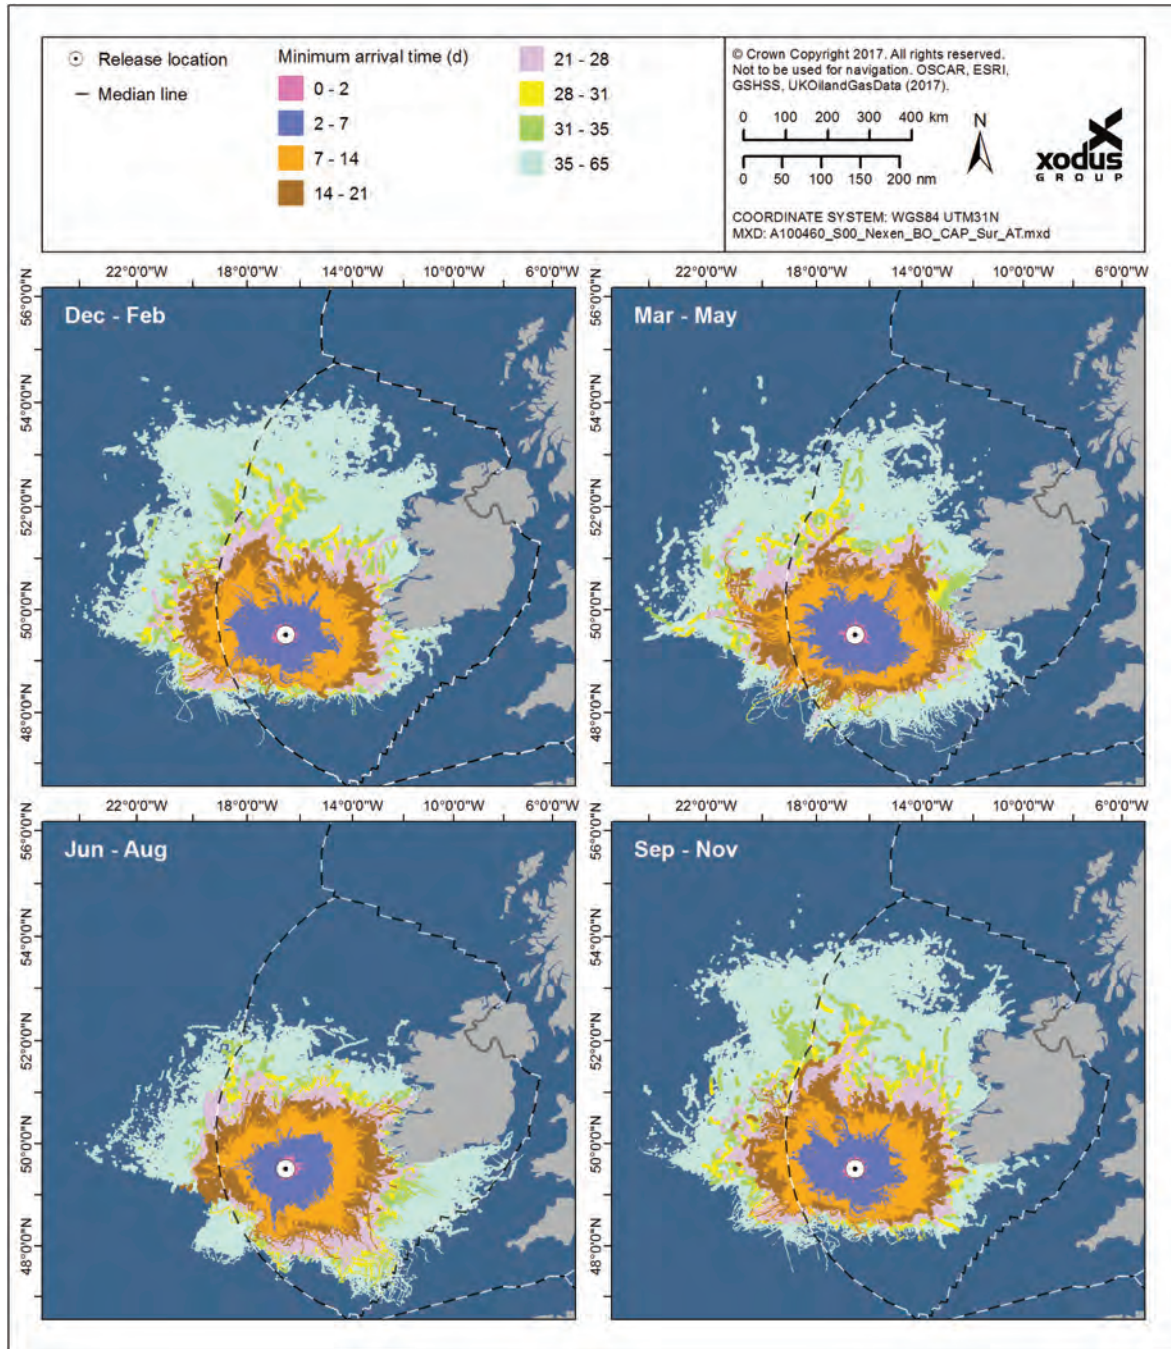 Release location
Median line
Minimum arrival time (d)
0 - 2
2 - 7
7 - 14
14 - 21
21 - 28
28 - 31
31 - 35
35 - 65
© Crown Copyright 2017. All rights reserved.
Not to be used for navigation. OSCAR, ESRI,
GSHSS, UKOilandGasData (2017).
0 100 200 300 400 km
0 50 100 150 200 nm
N
xodus
GROUP
COORDINATE SYSTEM: WGS84 UTM31N
MXD: A100460_S00_Nexen_BO_CAP_Sur_AT.mxd
22°0'0"W 18°0'0"W 14°0'0"W 10°0'0"W 6°0'0"W
56°0'0"N
54°0'0"N
52°0'0"N
50°0'0"N
48°0'0"N
Dec - Feb
22°0'0"W 18°0'0"W 14°0'0"W 10°0'0"W 6°0'0"W
56°0'0"N
54°0'0"N
52°0'0"N
50°0'0"N
48°0'0"N
Mar - May
22°0'0"W 18°0'0"W 14°0'0"W 10°0'0"W 6°0'0"W
56°0'0"N
54°0'0"N
52°0'0"N
50°0'0"N
48°0'0"N
Jun - Aug
22°0'0"W 18°0'0"W 14°0'0"W 10°0'0"W 6°0'0"W
56°0'0"N
54°0'0"N
52°0'0"N
50°0'0"N
48°0'0"N
Sep - Nov